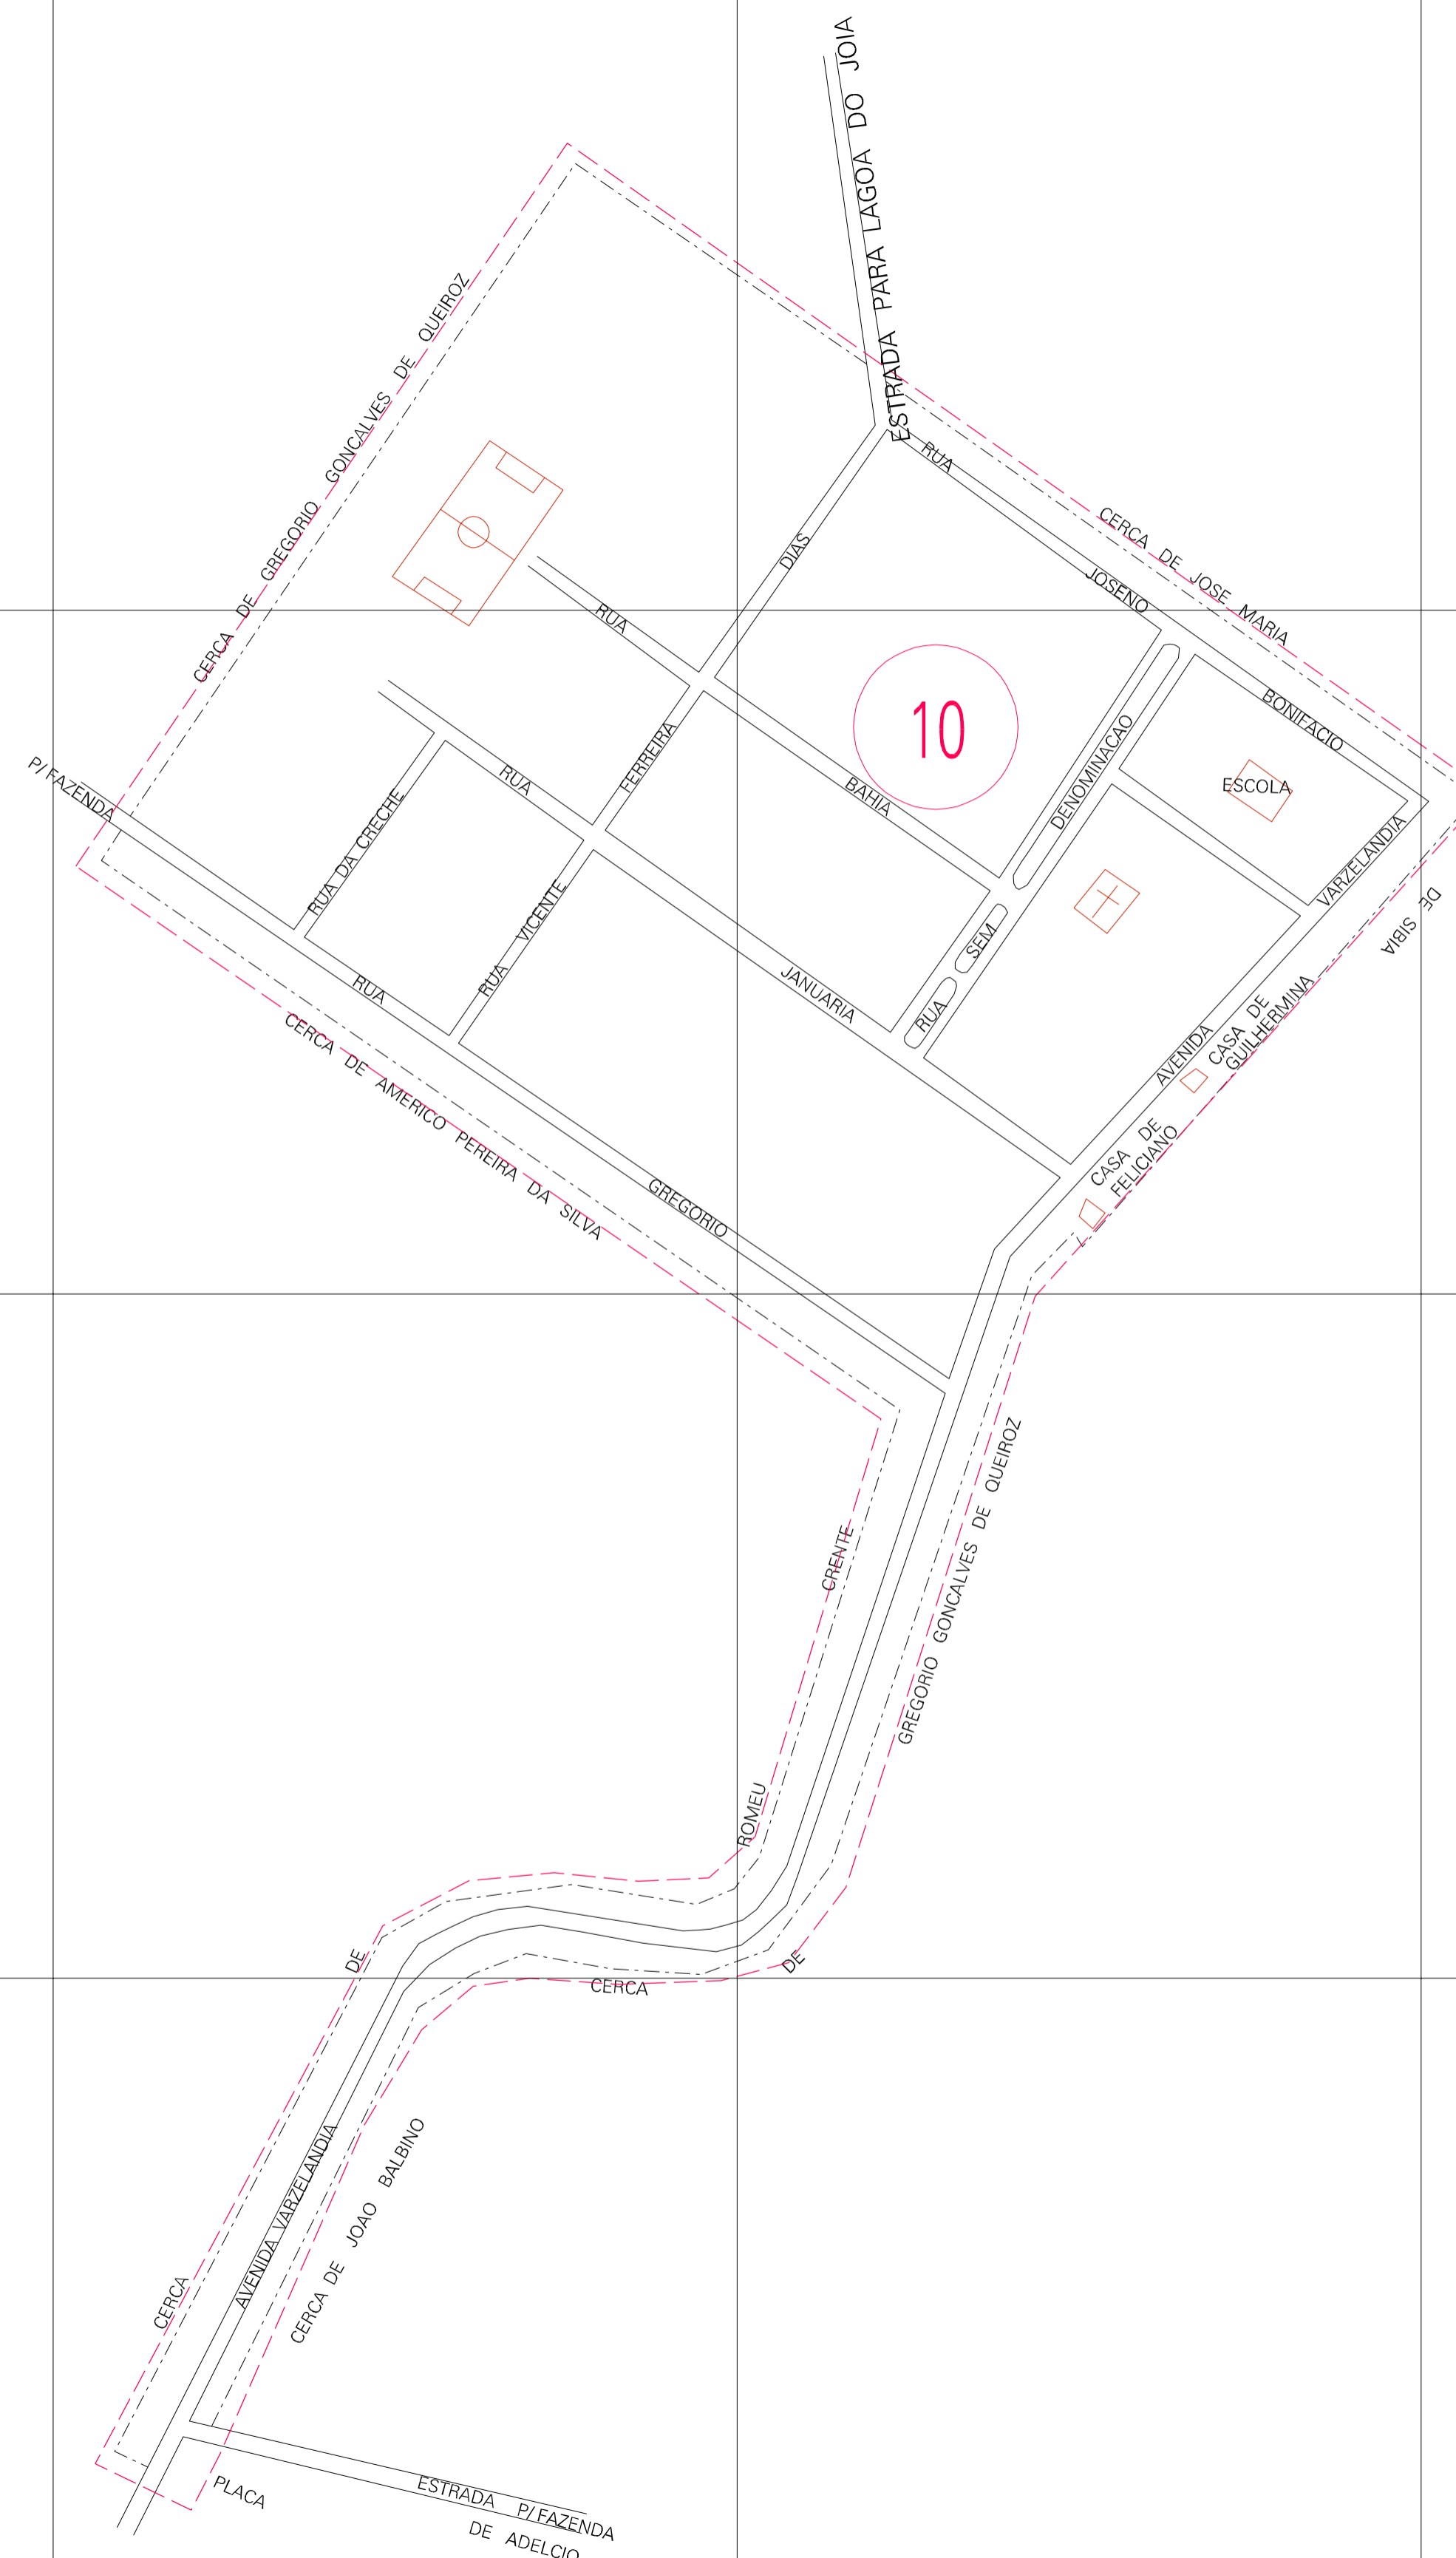 ESTRADA PARA LAGOA DO JOIA
CERCA DE GREGORIO GONCALVES DE QUEIROZ
RUA JOSENO BONIFACIO
CERCA DE JOSE MARIA
RUA VICENTE FERREIRA DIAS
RUA BAHIA
10
RUA SEM DENOMINACAO
P/ FAZENDA
RUA DA CRECHE
RUA JANUARIA
ESCOLA
AVENIDA VARZELANDIA
DE SIBIA
CASA DE
GUILHERMINA
CASA DE
FELICIANO
RUA GREGORIO
CERCA DE AMERICO PEREIRA DA SILVA
CERCA DE ROMEU CRENTE
CERCA DE GREGORIO GONCALVES DE QUEIROZ
AVENIDA VARZELANDIA
CERCA DE JOAO BALBINO
PLACA
ESTRADA P/ FAZENDA
DE ADELCIO